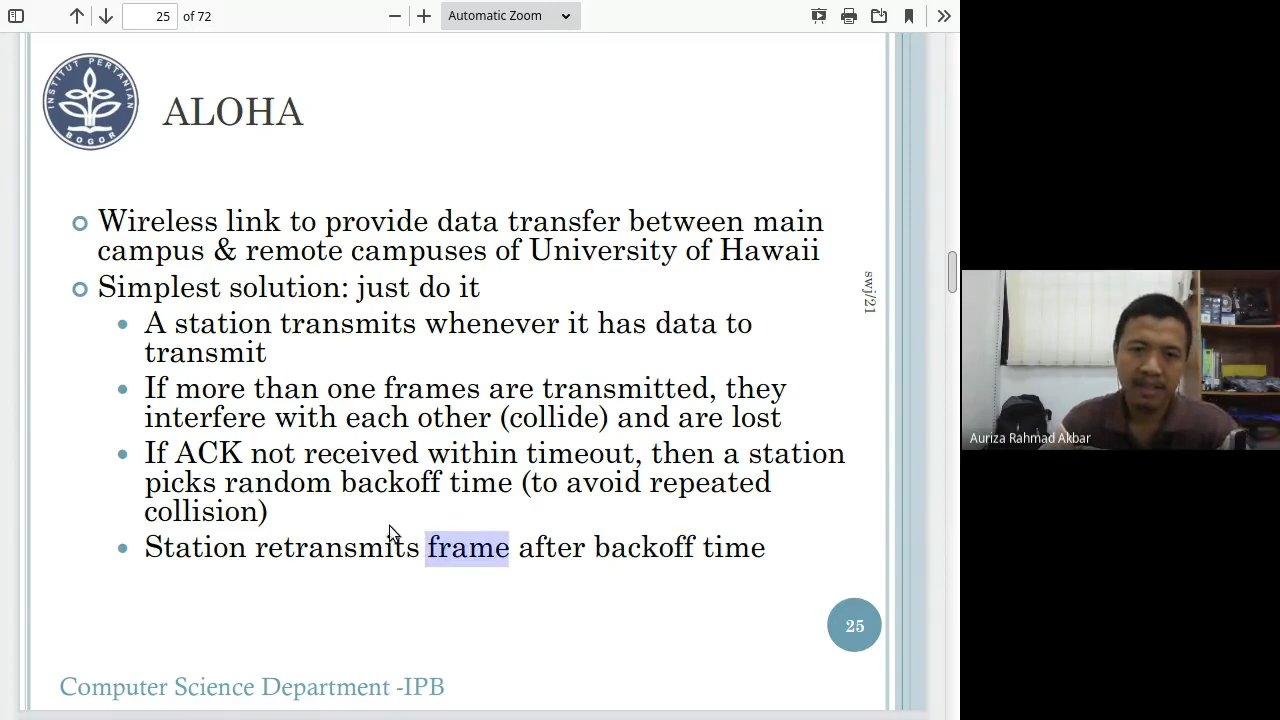 25 of 72 Automatic Zoom
INSTITUT PERTANIAN
BOGOR
ALOHA
Wireless link to provide data transfer between main
campus & remote campuses of University of Hawaii
Simplest solution: just do it
A station transmits whenever it has data to
transmit
If more than one frames are transmitted, they
interfere with each other (collide) and are lost
If ACK not received within timeout, then a station
picks random backoff time (to avoid repeated
collision)
Station retransmits frame after backoff time
swj/21
25
Computer Science Department -IPB
Auriza Rahmad Akbar